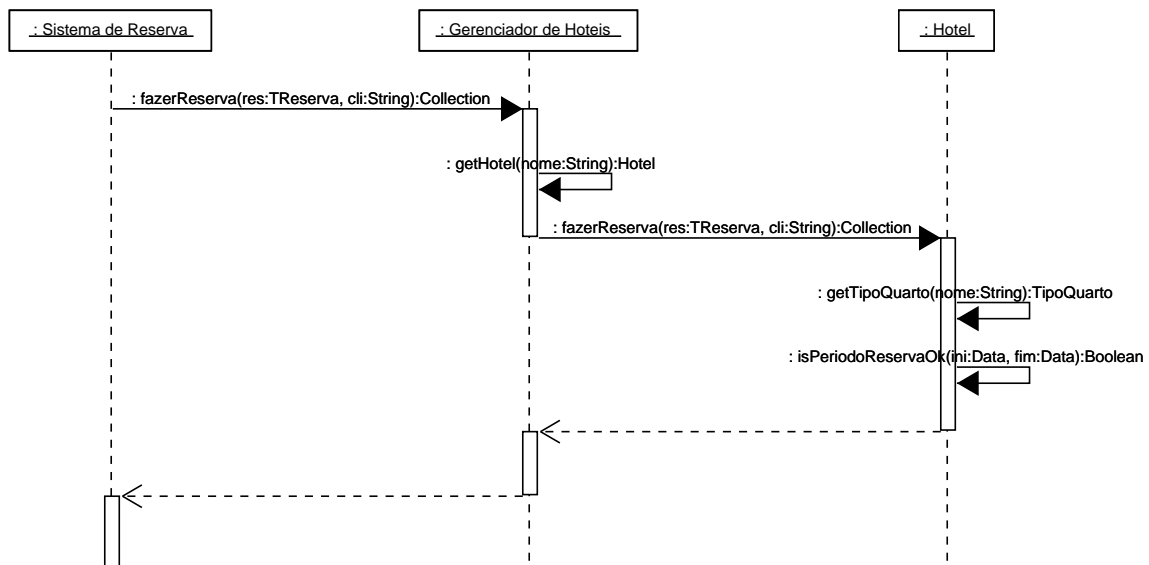 : Sistema de Reserva
: Gerenciador de Hoteis
: Hotel
: fazerReserva(res:TReserva, cli:String):Collection
: getHotel(nome:String):Hotel
: fazerReserva(res:TReserva, cli:String):Collection
: getTipoQuarto(nome:String):TipoQuarto
: isPeriodoReservaOk(ini:Data, fim:Data):Boolean